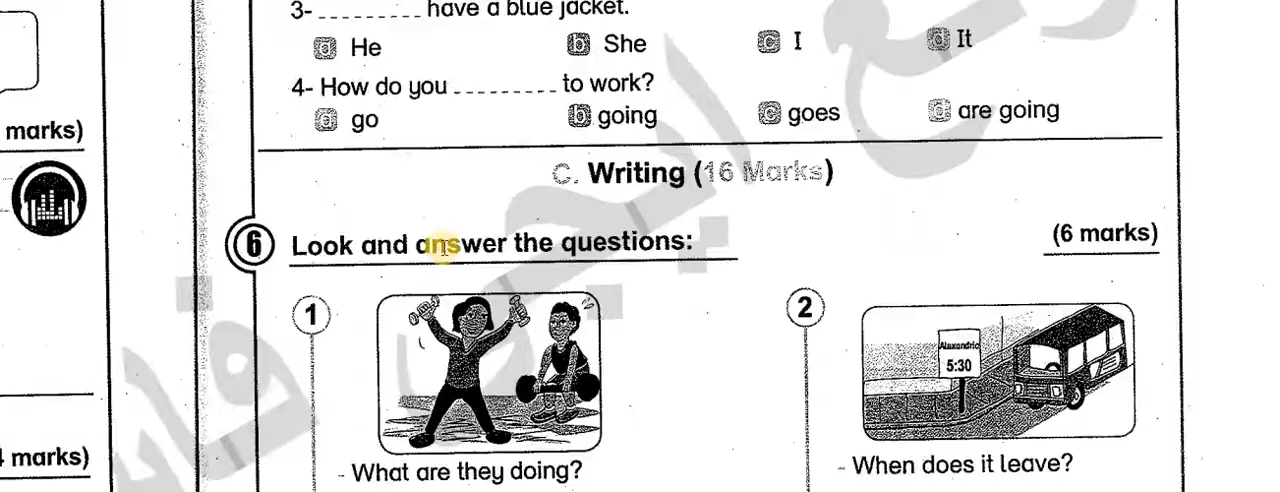 3- _________ have a blue jacket.
a He b She c I d It
4- How do you _________ to work?
a go b going c goes d are going
marks)
C. Writing (16 Marks)
6 Look and answer the questions:
(6 marks)
1
2
Alexandria
5:30
marks)
- What are they doing?
- When does it leave?